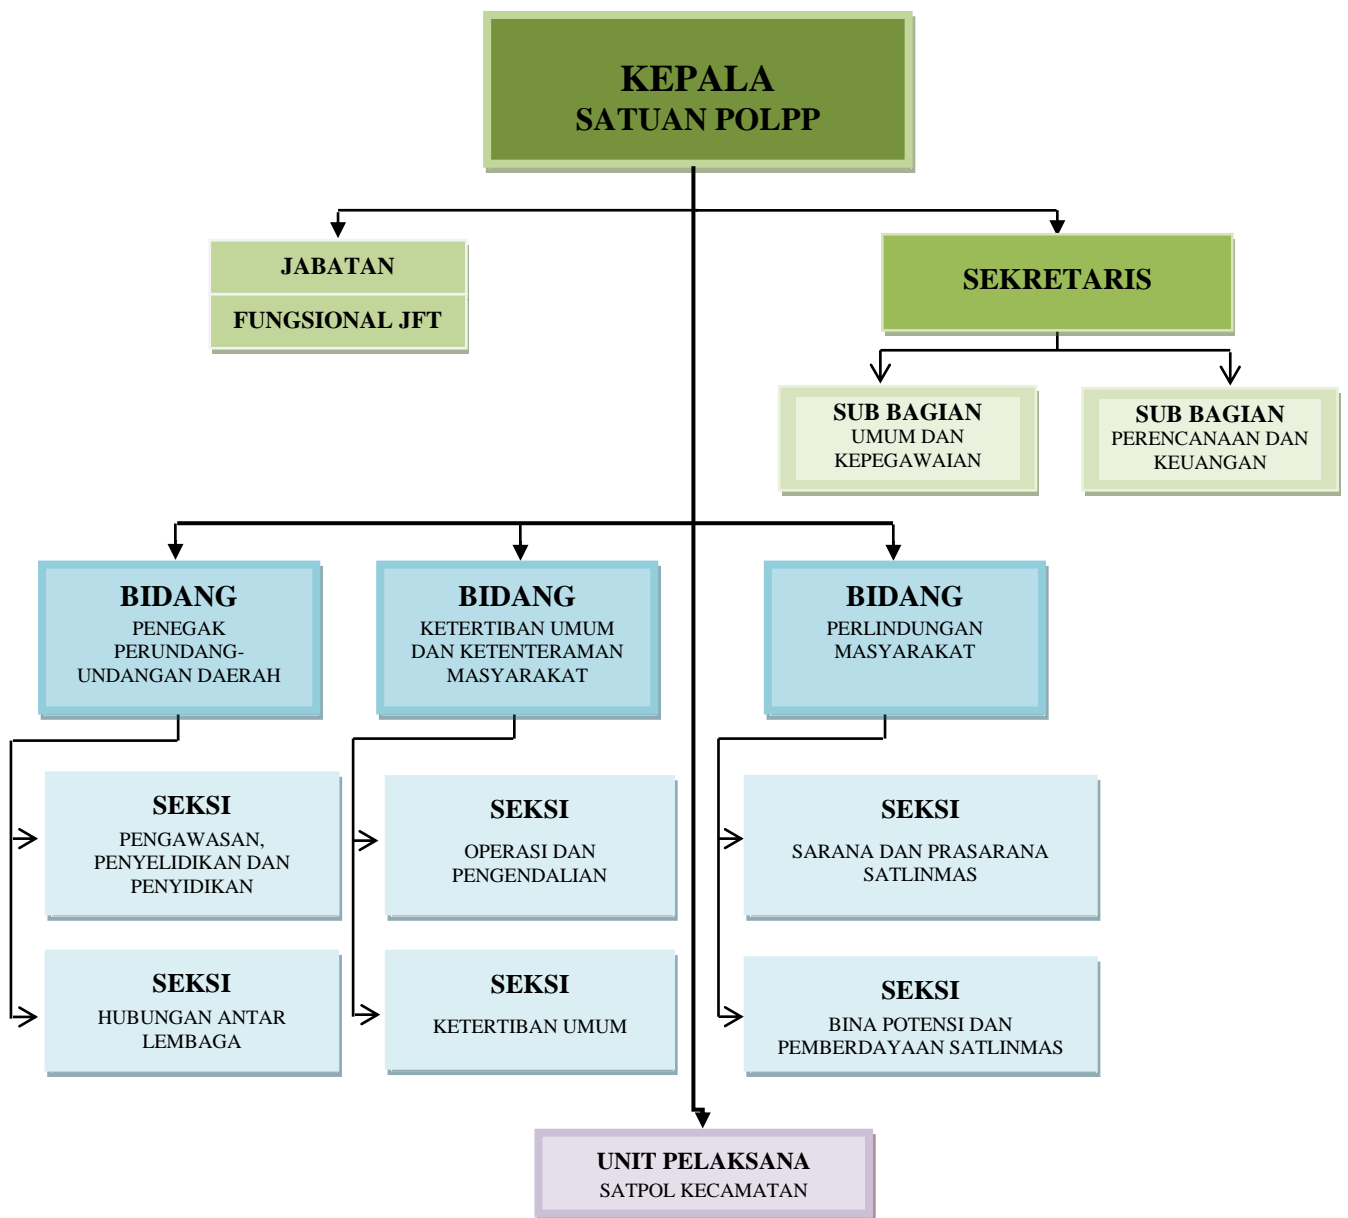 KEPALA
SATUAN POLPP
JABATAN
FUNGSIONAL JFT
SEKRETARIS
SUB BAGIAN
UMUM DAN
KEPEGAWAIAN
SUB BAGIAN
PERENCANAAN DAN
KEUANGAN
BIDANG
PENEGAK
PERUNDANG-
UNDANGAN DAERAH
BIDANG
KETERTIBAN UMUM
DAN KETENTERAMAN
MASYARAKAT
BIDANG
PERLINDUNGAN
MASYARAKAT
SEKSI
PENGAWASAN,
PENYELIDIKAN DAN
PENYIDIKAN
SEKSI
OPERASI DAN
PENGENDALIAN
SEKSI
SARANA DAN PRASARANA
SATLINMAS
SEKSI
HUBUNGAN ANTAR
LEMBAGA
SEKSI
KETERTIBAN UMUM
SEKSI
BINA POTENSI DAN
PEMBERDAYAAN SATLINMAS
UNIT PELAKSANA
SATPOL KECAMATAN